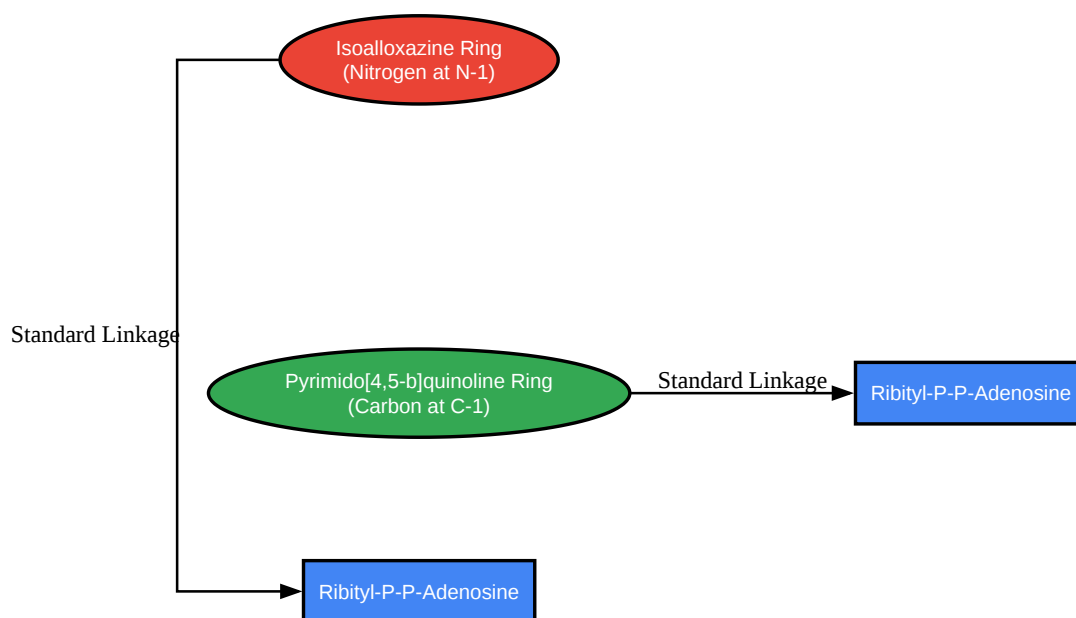 Isoalloxazine Ring
(Nitrogen at N-1)
Standard Linkage
Pyrimido[4,5-b]quinoline Ring
(Carbon at C-1)
Standard Linkage
Ribityl-P-P-Adenosine
Ribityl-P-P-Adenosine